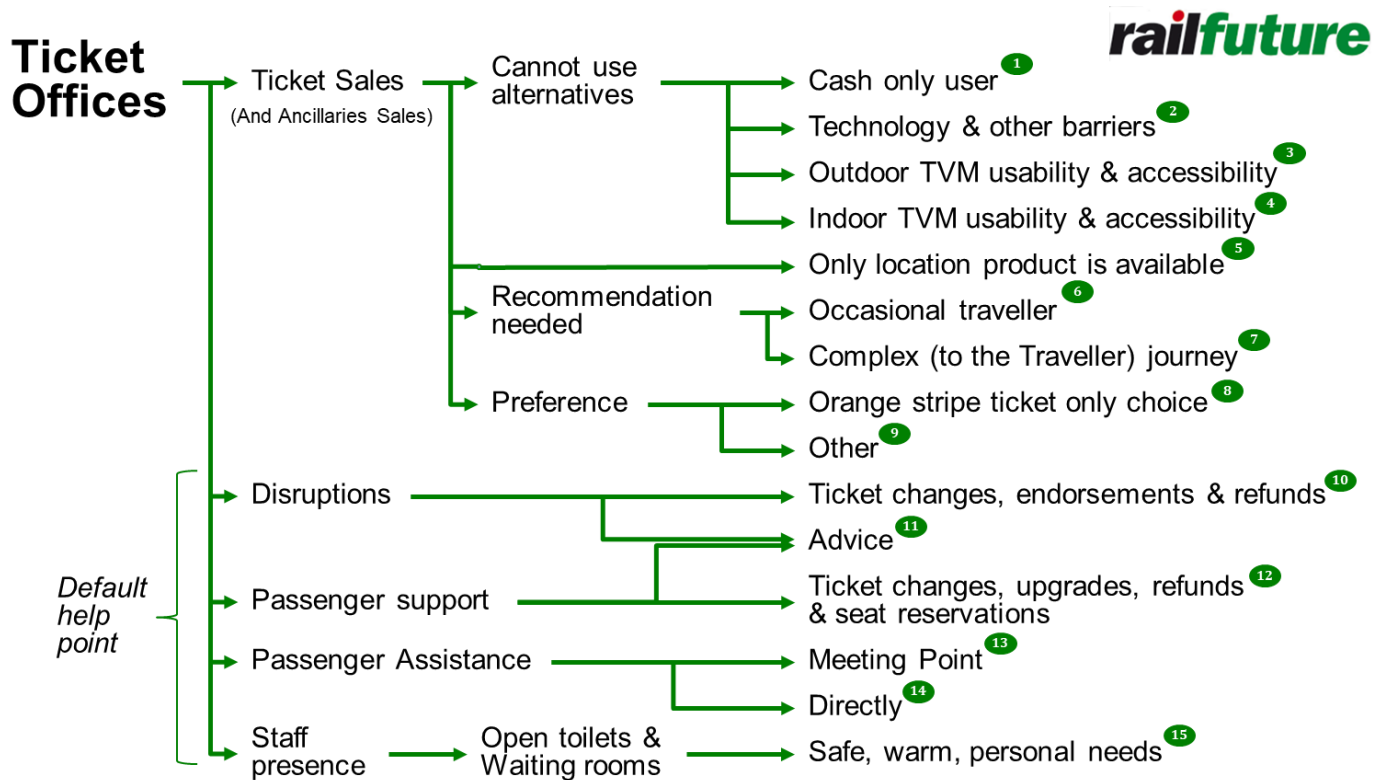 railfuture
Ticket
Offices
Ticket Sales
(And Ancillaries Sales)
Cannot use
alternatives
Cash only user 1
Technology & other barriers 2
Outdoor TVM usability & accessibility 3
Indoor TVM usability & accessibility 4
Only location product is available 5
Recommendation
needed
Occasional traveller 6
Complex (to the Traveller) journey 7
Preference
Orange stripe ticket only choice 8
Other 9
Default
help
point
Disruptions
Ticket changes, endorsements & refunds 10
Advice 11
Passenger support
Ticket changes, upgrades, refunds 12
& seat reservations
Passenger Assistance
Meeting Point 13
Directly 14
Staff
presence
Open toilets &
Waiting rooms
Safe, warm, personal needs 15